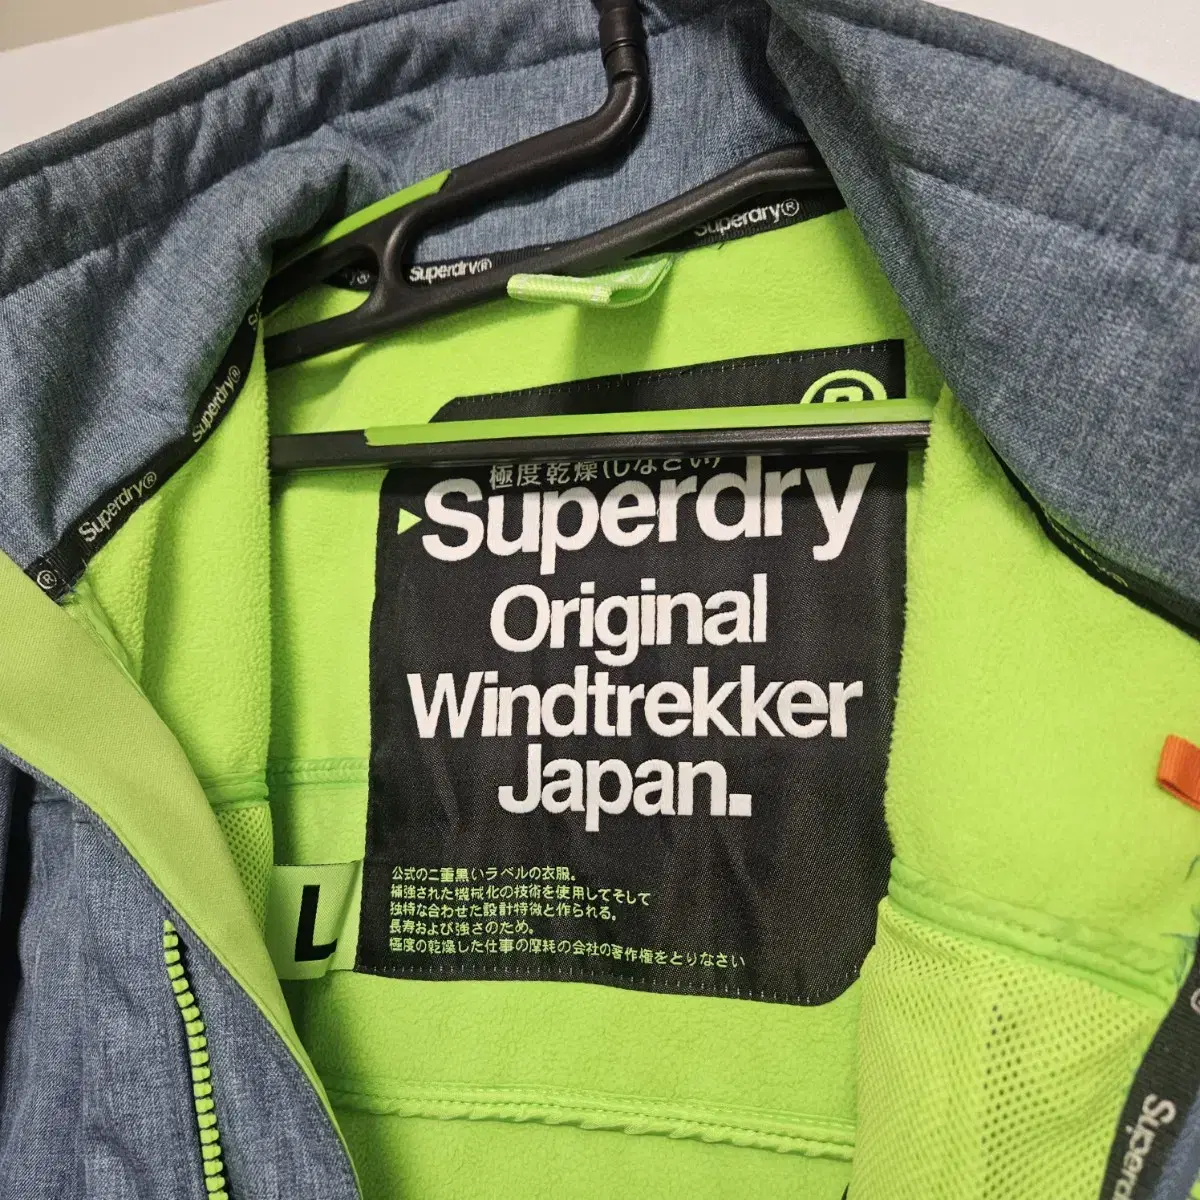 Superdry®
Superdry®
Superdry®
Superdry®
極度乾燥(しなさい)
Superdry
Original
Windtrekker
Japan.
L
公式の二重黒いラベルの衣服。
補強された機械化の技術を使用してそして
独特な合わせた設計特徴と作られる。
長寿および強さのため。
極度の乾燥した仕事の摩耗の会社の著作権をとりなさい